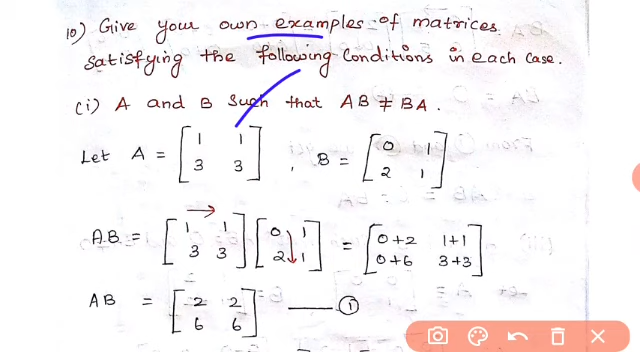 10) Give your own examples of matrices
satisfying the following Conditions in each Case.
(i) A and B Such that AB ≠ BA.
Let A = [1 1 3 3], B = [0 1 2 1]
A.B = [1 1 3 3] [0 1 2 1] = [0+2 1+1 0+6 3+3]
AB = [2 2 6 6] —— ①